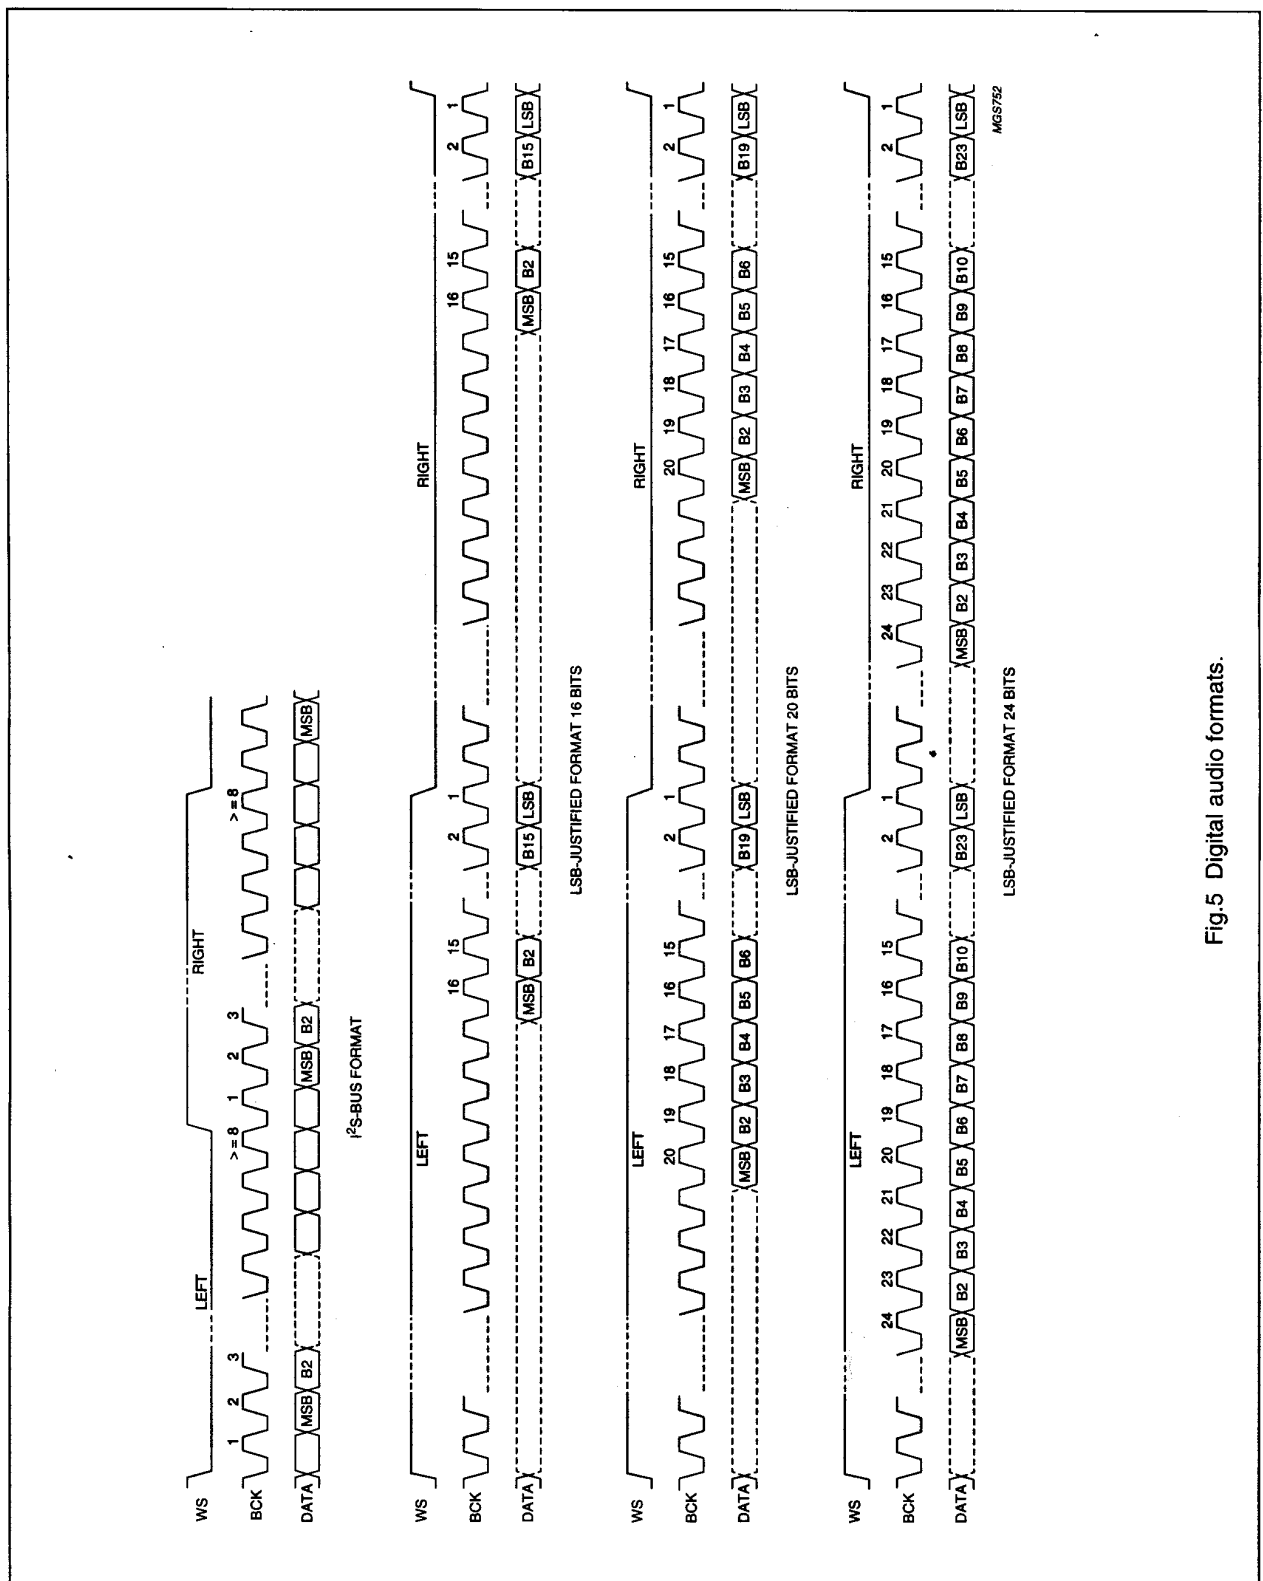 WS
LEFT
RIGHT
BCK
1 2 3 >=8 1 2 3 >=8
DATA
MSB B2 MSB B2 MSB
I²S-BUS FORMAT
WS
LEFT
RIGHT
BCK
16 15 2 1 16 15 2 1
DATA
MSB B2 B15 LSB MSB B2 B15 LSB
LSB-JUSTIFIED FORMAT 16 BITS
WS
LEFT
RIGHT
BCK
20 19 18 17 16 15 2 1 20 19 18 17 16 15 2 1
DATA
MSB B2 B3 B4 B5 B6 B19 LSB MSB B2 B3 B4 B5 B6 B19 LSB
LSB-JUSTIFIED FORMAT 20 BITS
WS
LEFT
RIGHT
BCK
24 23 22 21 20 19 18 17 16 15 2 1 24 23 22 21 20 19 18 17 16 15 2 1
DATA
MSB B2 B3 B4 B5 B6 B7 B8 B9 B10 B23 LSB MSB B2 B3 B4 B5 B6 B7 B8 B9 B10 B23 LSB
LSB-JUSTIFIED FORMAT 24 BITS
MGS752
Fig.5 Digital audio formats.